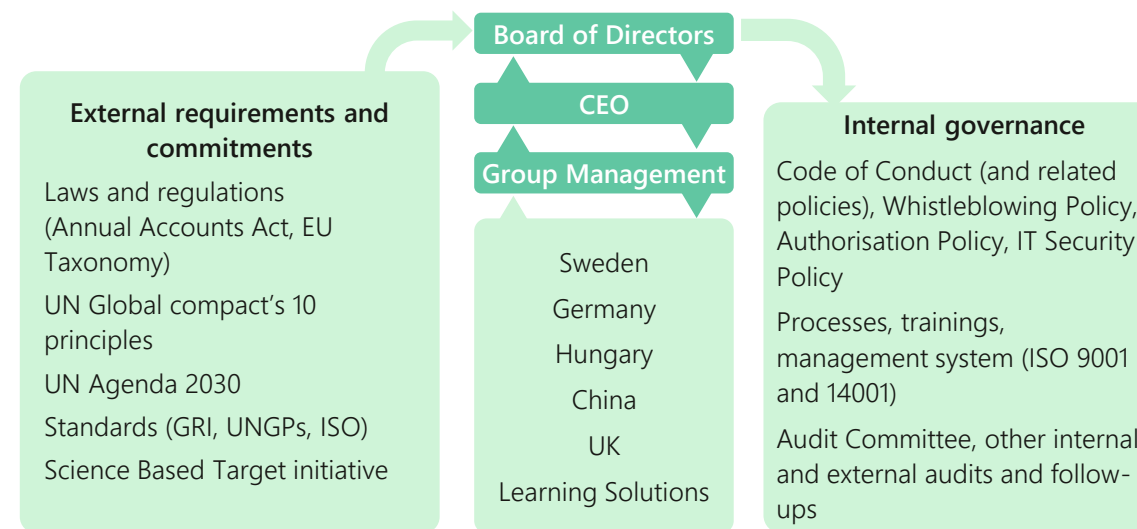 External requirements and
commitments
Laws and regulations
(Annual Accounts Act, EU
Taxonomy)
UN Global compact's 10
principles
UN Agenda 2030
Standards (GRI, UNGPs, ISO)
Science Based Target initiative
Board of Directors
CEO
Group Management
Sweden
Germany
Hungary
China
UK
Learning Solutions
Internal governance
Code of Conduct (and related
policies), Whistleblowing Policy,
Authorisation Policy, IT Security
Policy
Processes, trainings,
management system (ISO 9001
and 14001)
Audit Committee, other internal
and external audits and follow-
ups